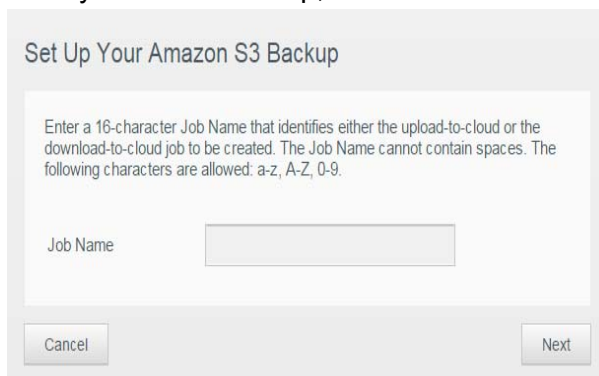 Set Up Your Amazon S3 Backup
Enter a 16-character Job Name that identifies either the upload-to-cloud or the
download-to-cloud job to be created. The Job Name cannot contain spaces. The
following characters are allowed: a-z, A-Z, 0-9.
Job Name
Cancel
Next